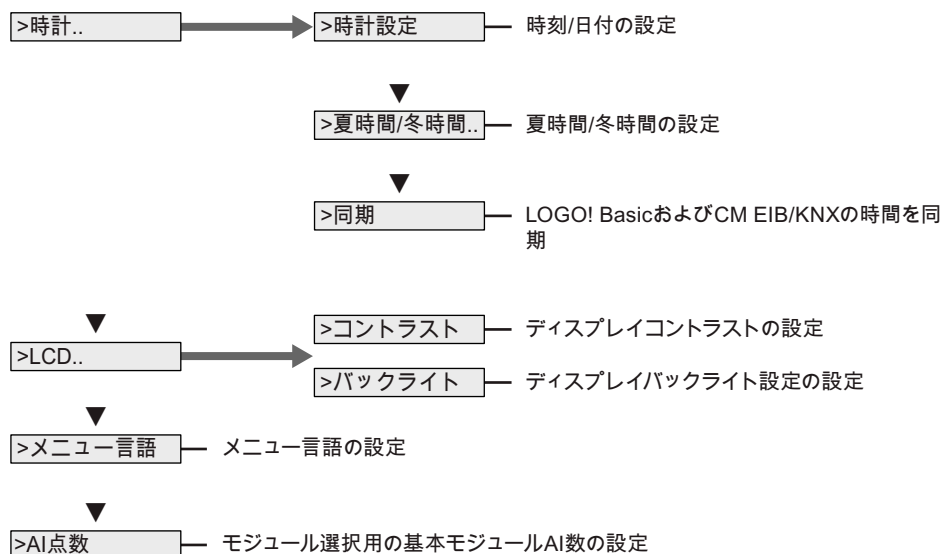 >時計..
>時計設定
時刻/日付の設定
>夏時間/冬時間..
夏時間/冬時間の設定
>同期
LOGO! BasicおよびCM EIB/KNXの時間を同
期
>コントラスト
ディスプレイコントラストの設定
>LCD..
>バックライト
ディスプレイバックライト設定の設定
>メニュー言語
メニュー言語の設定
>AI点数
モジュール選択用の基本モジュールAI数の設定